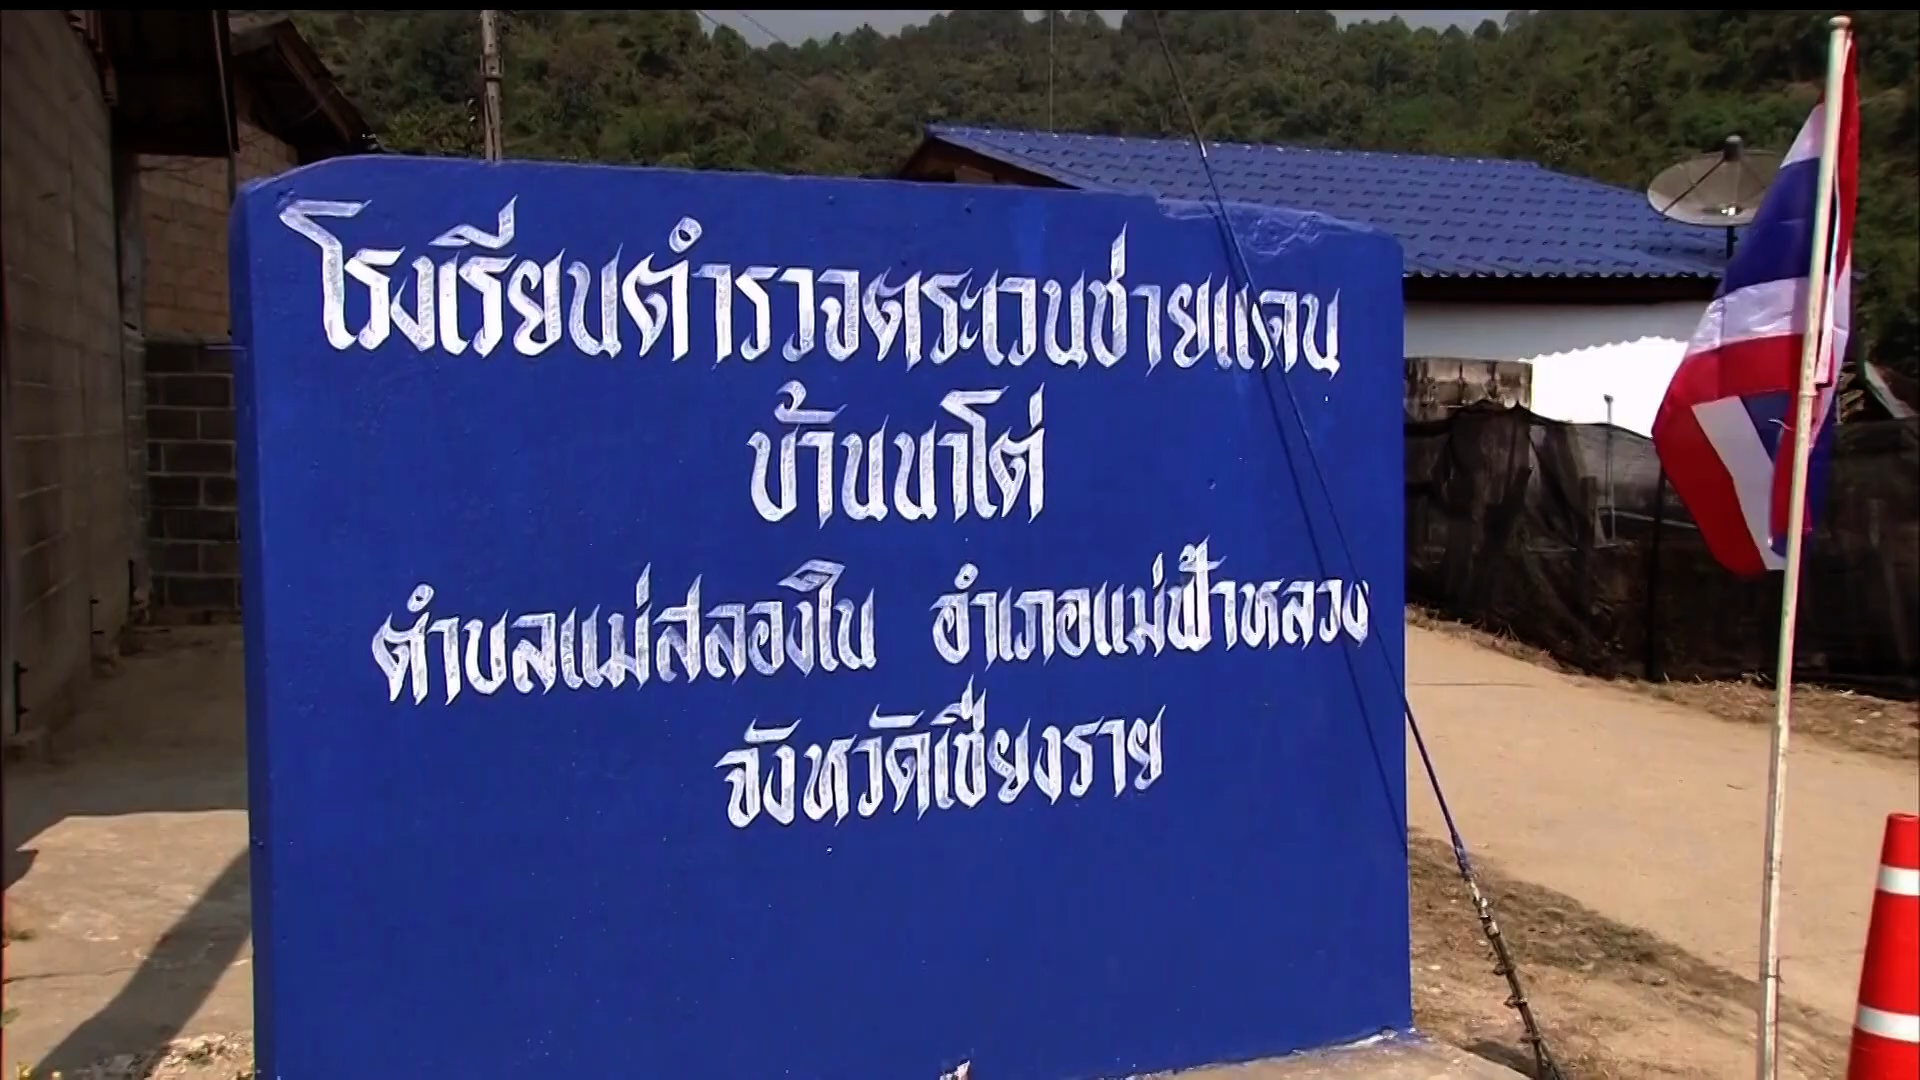 โรงเรียนตำรวจตระเวนชายแดน
บ้านนาโต่
ตำบลแม่สลองใน อำเภอแม่ฟ้าหลวง
จังหวัดเชียงราย